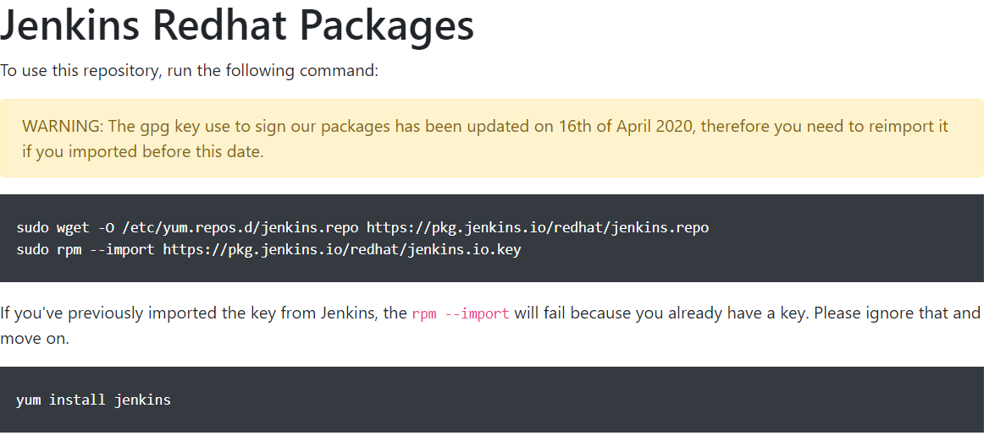 Jenkins Redhat Packages
To use this repository, run the following command:
WARNING: The gpg key use to sign our packages has been updated on 16th of April 2020, therefore you need to reimport it
if you imported before this date.
sudo wget -O /etc/yum.repos.d/jenkins.repo https://pkg.jenkins.io/redhat/jenkins.repo
sudo rpm --import https://pkg.jenkins.io/redhat/jenkins.io.key
If you've previously imported the key from Jenkins, the rpm --import will fail because you already have a key. Please ignore that and
move on.
yum install jenkins